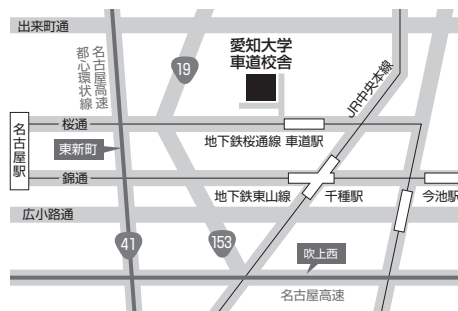 出来町通
名古屋高速
都心環状線
19
愛知大学
車道校舎
JR中央本線
名古屋駅
桜通
地下鉄桜通線 車道駅
東新町
錦通
地下鉄東山線
千種駅
今池駅
広小路通
41
153
吹上西
名古屋高速